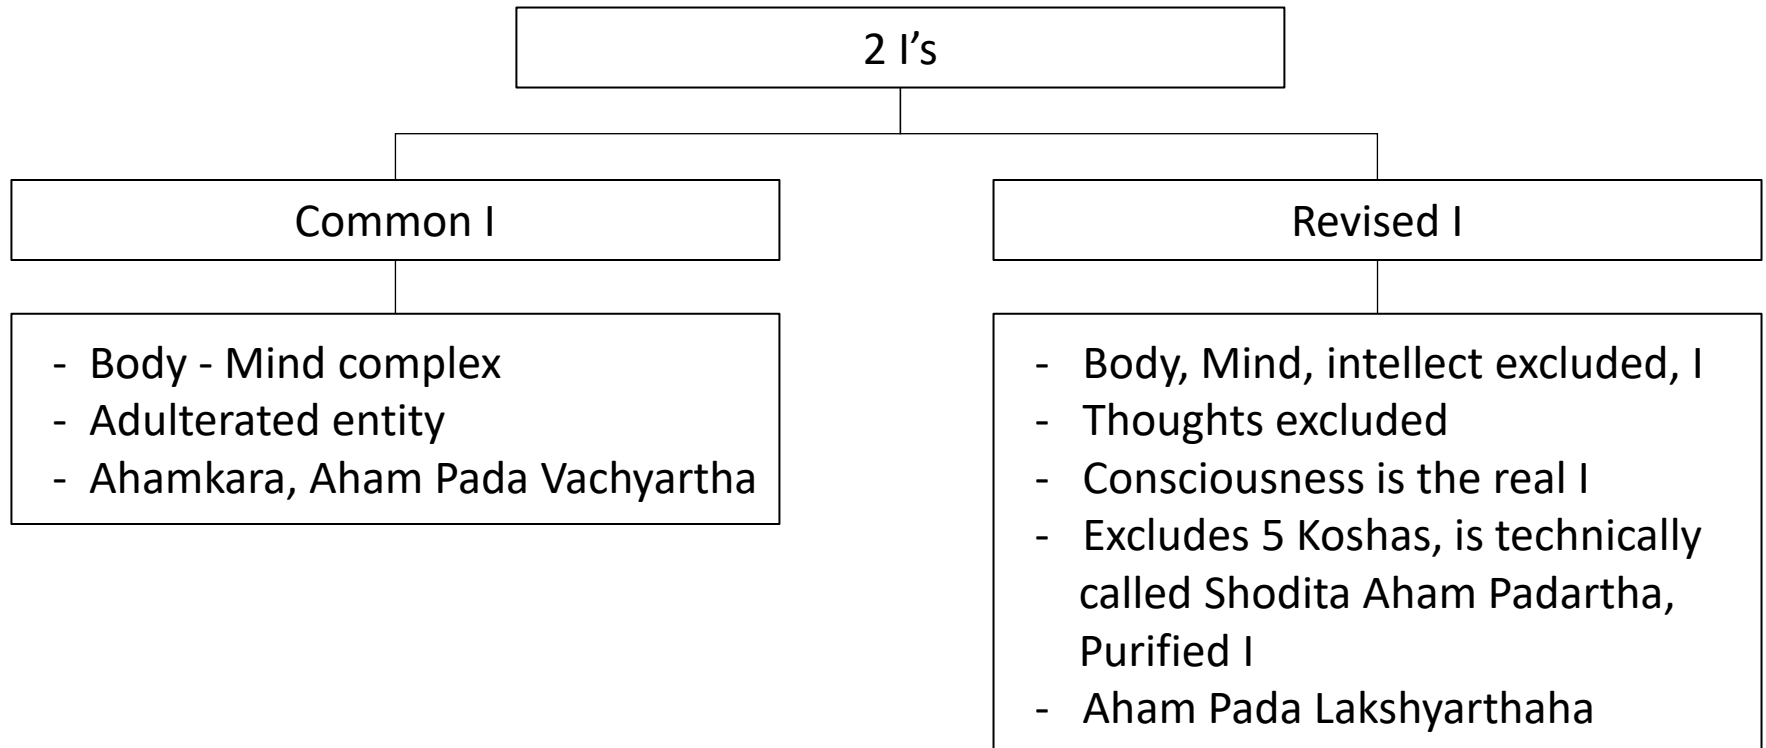 2 I’s
Common I
Revised I
- Body - Mind complex
- Adulterated entity
- Ahamkara, Aham Pada Vachyartha
- Body, Mind, intellect excluded, I
- Thoughts excluded
- Consciousness is the real I
- Excludes 5 Koshas, is technically
called Shodita Aham Padartha,
Purified I
- Aham Pada Lakshyarthaha